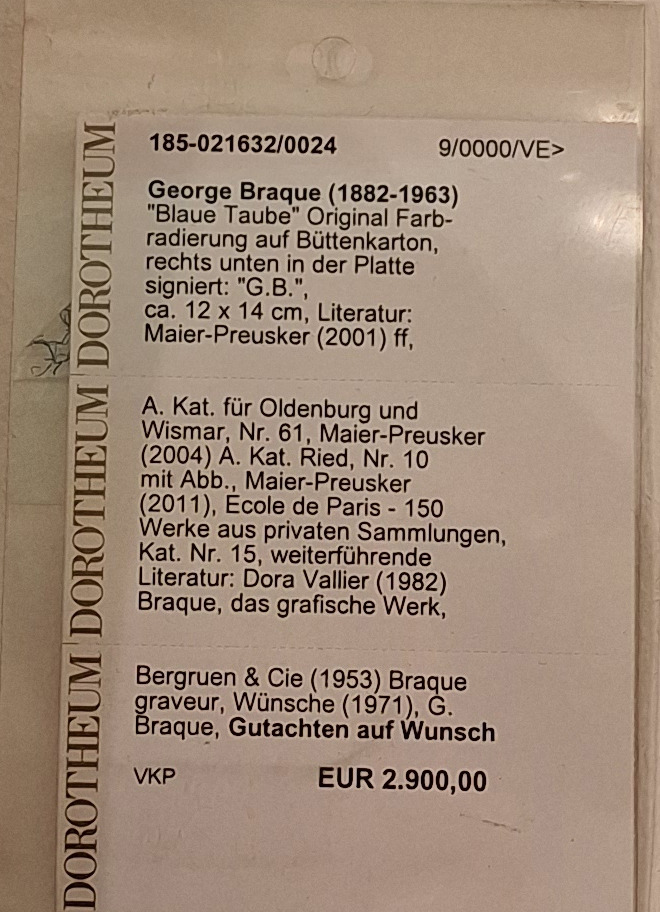 185-021632/0024 9/0000/VE>
George Braque (1882-1963)
"Blaue Taube" Original Farb-
radierung auf Büttenkarton,
rechts unten in der Platte
signiert: "G.B.",
ca. 12 x 14 cm, Literatur:
Maier-Preusker (2001) ff,
A. Kat. für Oldenburg und
Wismar, Nr. 61, Maier-Preusker
(2004) A. Kat. Ried, Nr. 10
mit Abb., Maier-Preusker
(2011), Ecole de Paris - 150
Werke aus privaten Sammlungen,
Kat. Nr. 15, weiterführende
Literatur: Dora Vallier (1982)
Braque, das grafische Werk,
Bergruen & Cie (1953) Braque
graveur, Wünsche (1971), G.
Braque, Gutachten auf Wunsch
VKP EUR 2.900,00
DOROTHEUM DOROTHEUM DOROTHEUM DOROTHEUM